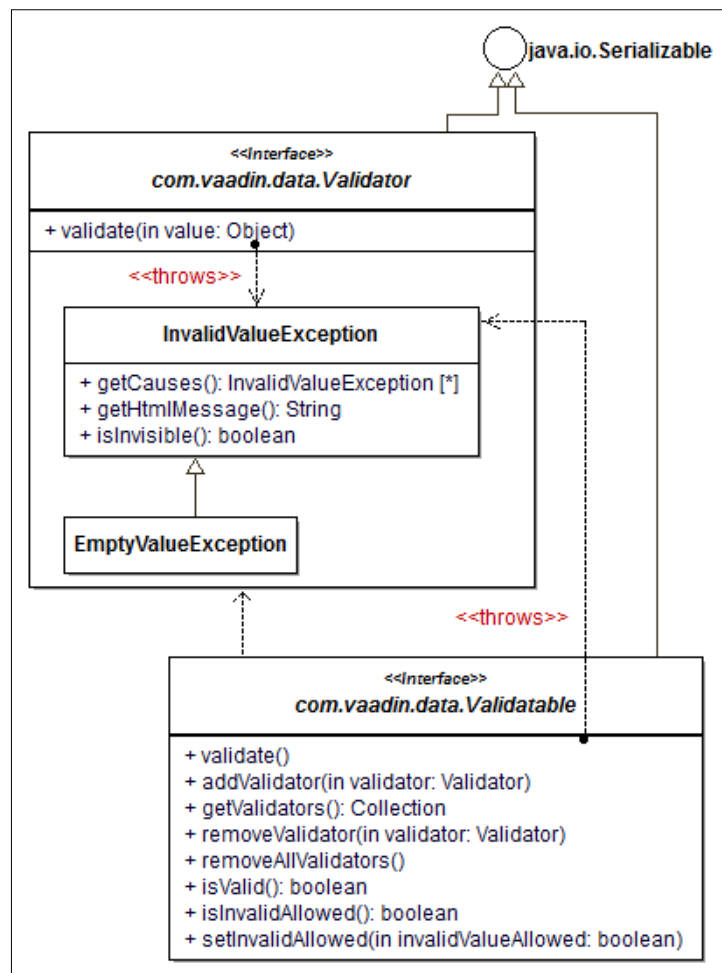 java.io.Serializable
<<Interface>>
com.vaadin.data.Validator
+ validate(in value: Object)
<<throws>>
InvalidValueException
+ getCauses(): InvalidValueException [*]
+ getHtmlMessage(): String
+ isInvisible(): boolean
EmptyValueException
<<throws>>
<<Interface>>
com.vaadin.data.Validatable
+ validate()
+ addValidator(in validator: Validator)
+ getValidators(): Collection
+ removeValidator(in validator: Validator)
+ removeAllValidators()
+ isValid(): boolean
+ isInvalidAllowed(): boolean
+ setInvalidAllowed(in invalidValueAllowed: boolean)